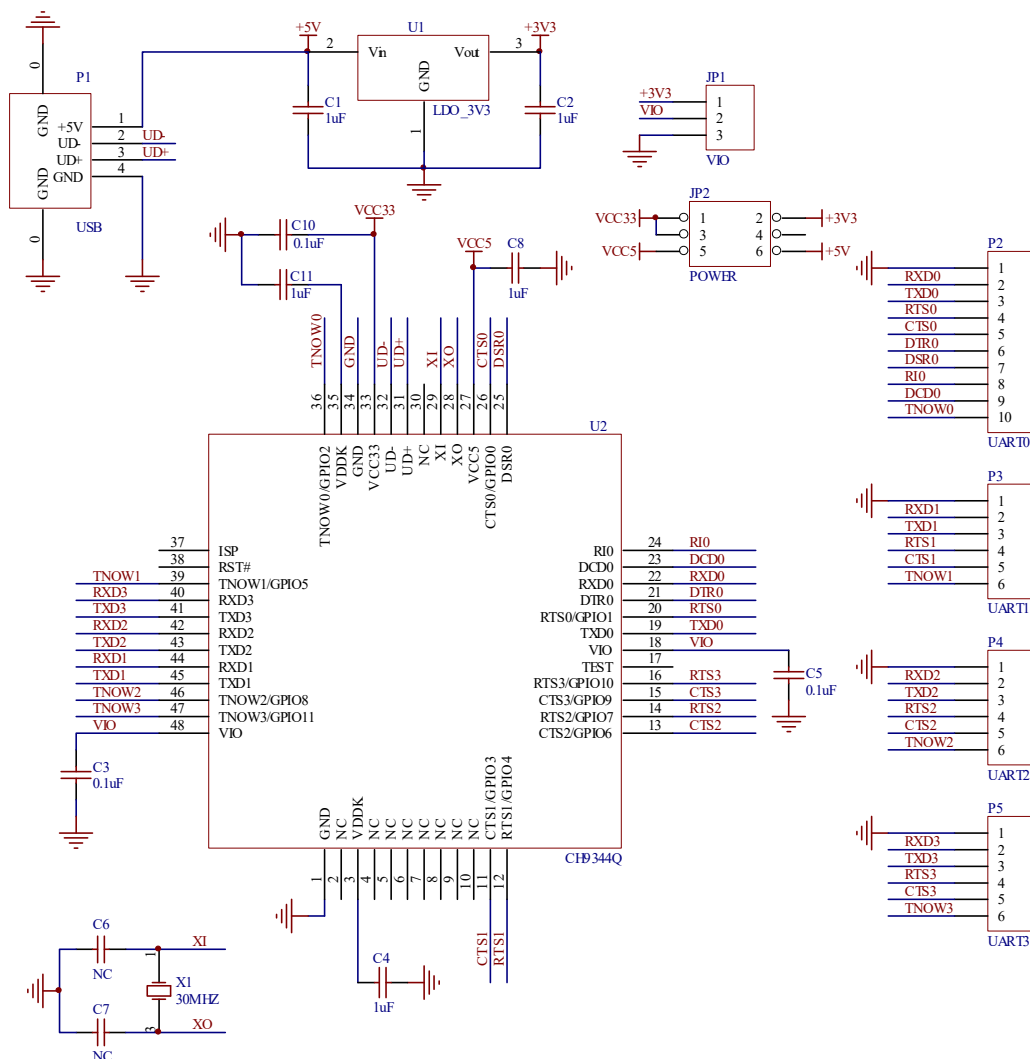 +5V
U1
+3V3
2
Vin
Vout
3
GND
LDO_3V3
1
C1
1uF
C2
1uF
0
P1
GND
+5V
1
UD-
2
UD-
UD+
3
UD+
GND
4
GND
USB
0
JP1
+3V3
1
VIO
2
3
VIO
JP2
VCC33
1
2
+3V3
3
4
VCC5
5
6
+5V
POWER
VCC33
C10
0.1uF
C11
1uF
VCC5
C8
1uF
TNOW0
GND
UD-
UD+
XI
XO
CTS0
DSR0
36
35
34
33
32
31
30
29
28
27
26
25
U2
TNOW0/GPIO2
VDDK
GND
VCC33
UD-
UD+
NC
XI
XO
VCC5
CTS0/GPIO0
DSR0
37
ISP
38
RST#
TNOW1
39
TNOW1/GPIO5
RXD3
40
RXD3
TXD3
41
TXD3
RXD2
42
RXD2
TXD2
43
TXD2
RXD1
44
RXD1
TXD1
45
TXD1
TNOW2
46
TNOW2/GPIO8
TNOW3
47
TNOW3/GPIO11
VIO
48
VIO
RI0
24
RI0
DCD0
23
DCD0
RXD0
22
RXD0
DTR0
21
DTR0
RTS0/GPIO1
20
RTS0
TXD0
19
TXD0
VIO
18
VIO
TEST
17
RTS3/GPIO10
16
RTS3
CTS3/GPIO9
15
CTS3
RTS2/GPIO7
14
RTS2
CTS2/GPIO6
13
CTS2
C5
0.1uF
C3
0.1uF
GND
NC
VDDK
NC
NC
NC
NC
NC
NC
NC
CTS1/GPIO3
RTS1/GPIO4
CH9344Q
1
2
3
4
5
6
7
8
9
10
11
12
CTS1
RTS1
C4
1uF
C6
NC
XI
1
X1
30MHZ
C7
NC
3
XO
P2
1
RXD0
2
TXD0
3
RTS0
4
CTS0
5
DTR0
6
DSR0
7
RI0
8
DCD0
9
TNOW0
10
UART0
P3
1
RXD1
2
TXD1
3
RTS1
4
CTS1
5
TNOW1
6
UART1
P4
1
RXD2
2
TXD2
3
RTS2
4
CTS2
5
TNOW2
6
UART2
P5
1
RXD3
2
TXD3
3
RTS3
4
CTS3
5
TNOW3
6
UART3